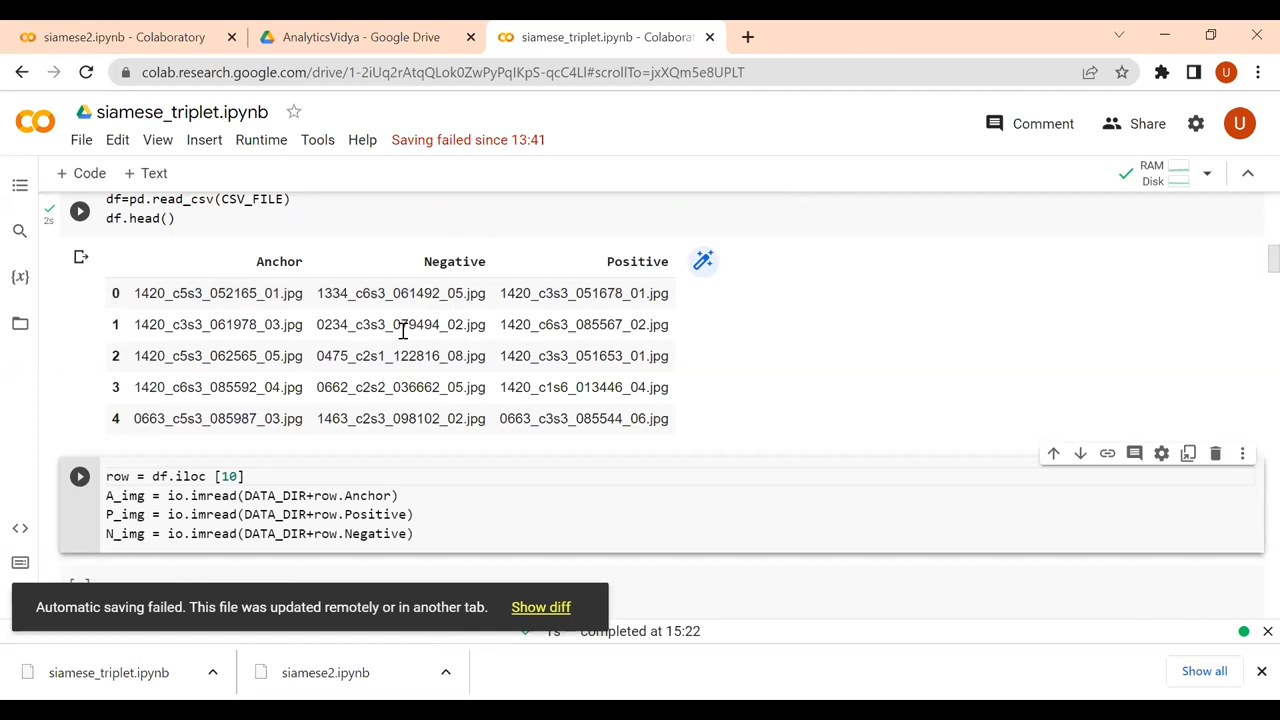 siamese2.ipynb - Colaboratory
AnalyticsVidya - Google Drive
siamese_triplet.ipynb - Colabora
colab.research.google.com/drive/1-2iUq2rAtqQLok0ZwPyPqIKpS-qcC4Ll#scrollTo=jxXQm5e8UPLT
U
siamese_triplet.ipynb
Comment
Share
U
File Edit View Insert Runtime Tools Help Saving failed since 13:41
+ Code + Text
RAM
Disk
df=pd.read_csv(CSV_FILE)
2s
df.head()
Anchor Negative Positive
0 1420_c5s3_052165_01.jpg 1334_c6s3_061492_05.jpg 1420_c3s3_051678_01.jpg
1 1420_c3s3_061978_03.jpg 0234_c3s3_079494_02.jpg 1420_c6s3_085567_02.jpg
2 1420_c5s3_062565_05.jpg 0475_c2s1_122816_08.jpg 1420_c3s3_051653_01.jpg
3 1420_c6s3_085592_04.jpg 0662_c2s2_036662_05.jpg 1420_c1s6_013446_04.jpg
4 0663_c5s3_085987_03.jpg 1463_c2s3_098102_02.jpg 0663_c3s3_085544_06.jpg
row = df.iloc [10]
A_img = io.imread(DATA_DIR+row.Anchor)
P_img = io.imread(DATA_DIR+row.Positive)
N_img = io.imread(DATA_DIR+row.Negative)
Automatic saving failed. This file was updated remotely or in another tab. Show diff
1s completed at 15:22
siamese_triplet.ipynb
siamese2.ipynb
Show all